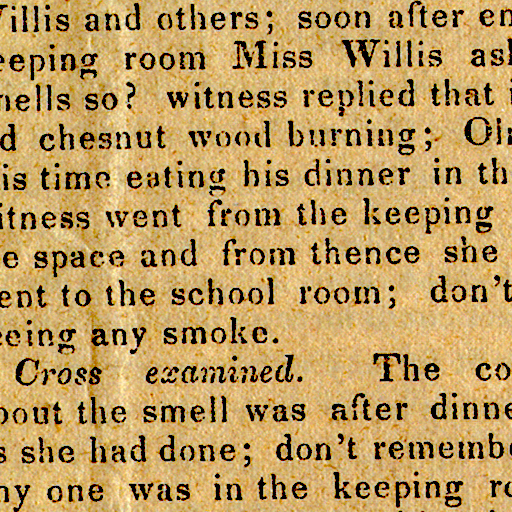 Willis and others; soon after en
eeping room Miss Willis ask
nells so? witness replied that i
d chesnut wood burning; Oln
is time eating his dinner in th
itness went from the keeping
e space and from thence she
ent to the school room; don't
eeing any smoke.
Cross examined. The co
bout the smell was after dinne
s she had done; don't remembe
ny one was in the keeping ro